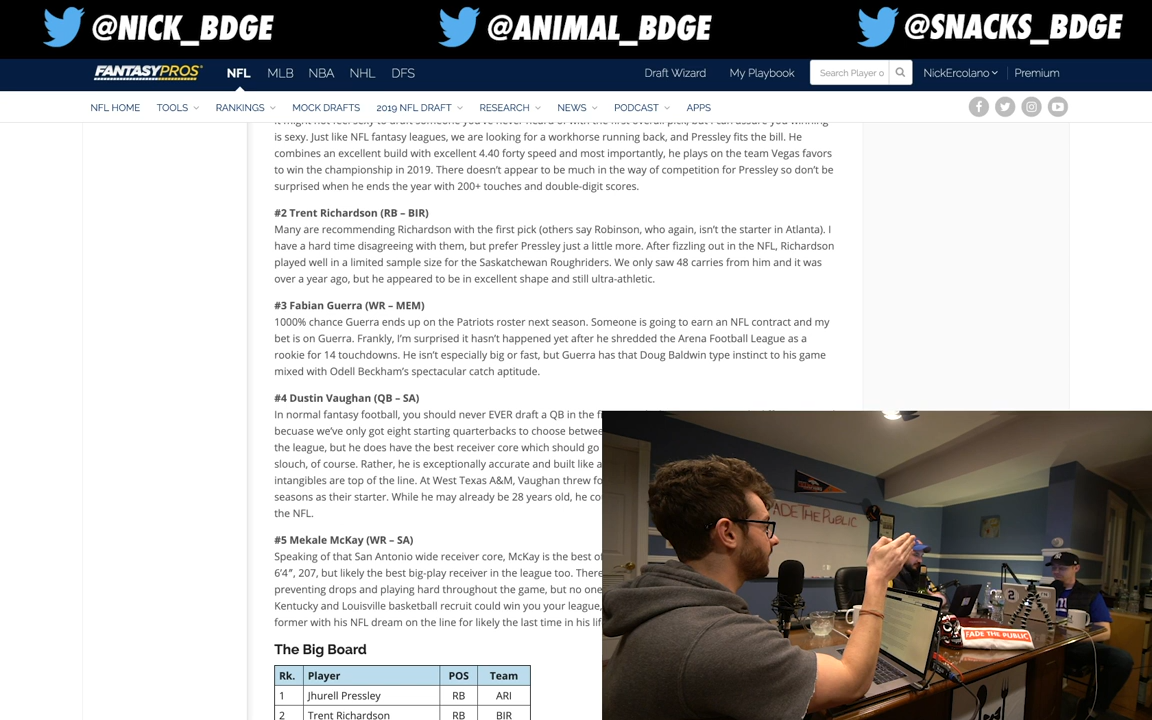 @NICK_BDGE @ANIMAL_BDGE @SNACKS_BDGE
FANTASYPROS NFL MLB NBA NHL DFS Draft Wizard My Playbook Search Player o NickErcolano Premium
NFL HOME TOOLS RANKINGS MOCK DRAFTS 2019 NFL DRAFT RESEARCH NEWS PODCAST APPS
is sexy. Just like NFL fantasy leagues, we are looking for a workhorse running back, and Pressley fits the bill. He
combines an excellent build with excellent 4.40 forty speed and most importantly, he plays on the team Vegas favors
to win the championship in 2019. There doesn't appear to be much in the way of competition for Pressley so don't be
surprised when he ends the year with 200+ touches and double-digit scores.
#2 Trent Richardson (RB – BIR)
Many are recommending Richardson with the first pick (others say Robinson, who again, isn't the starter in Atlanta). I
have a hard time disagreeing with them, but prefer Pressley just a little more. After fizzling out in the NFL, Richardson
played well in a limited sample size for the Saskatchewan Roughriders. We only saw 48 carries from him and it was
over a year ago, but he appeared to be in excellent shape and still ultra-athletic.
#3 Fabian Guerra (WR – MEM)
1000% chance Guerra ends up on the Patriots roster next season. Someone is going to earn an NFL contract and my
bet is on Guerra. Frankly, I'm surprised it hasn't happened yet after he shredded the Arena Football League as a
rookie for 14 touchdowns. He isn't especially big or fast, but Guerra has that Doug Baldwin type instinct to his game
mixed with Odell Beckham's spectacular catch aptitude.
#4 Dustin Vaughan (QB – SA)
In normal fantasy football, you should never EVER draft a QB in the fi
becuase we've only got eight starting quarterbacks to choose betwee
the league, but he does have the best receiver core which should go
slouch, of course. Rather, he is exceptionally accurate and built like a
intangibles are top of the line. At West Texas A&M, Vaughan threw fo
seasons as their starter. While he may already be 28 years old, he co
the NFL.
#5 Mekale McKay (WR – SA)
Speaking of that San Antonio wide receiver core, McKay is the best of
6'4″, 207, but likely the best big-play receiver in the league too. There
preventing drops and playing hard throughout the game, but no one
Kentucky and Louisville basketball recruit could win you your league,
former with his NFL dream on the line for likely the last time in his lif
The Big Board
Rk. Player POS Team
1 Jhurell Pressley RB ARI
2 Trent Richardson RB BIR
FADE THE PUBLIC
FADE THE PUBLIC